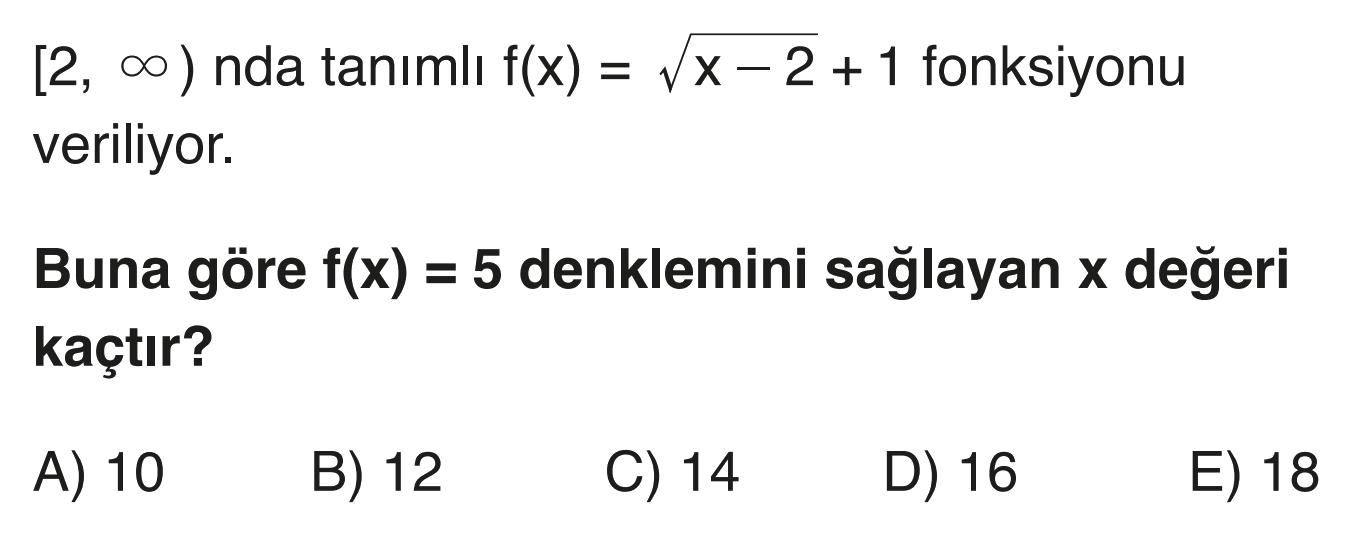 [2, ∞) nda tanımlı f(x) = √(x − 2) + 1 fonksiyonu
veriliyor.
Buna göre f(x) = 5 denklemini sağlayan x değeri
kaçtır?
A) 10 B) 12 C) 14 D) 16 E) 18